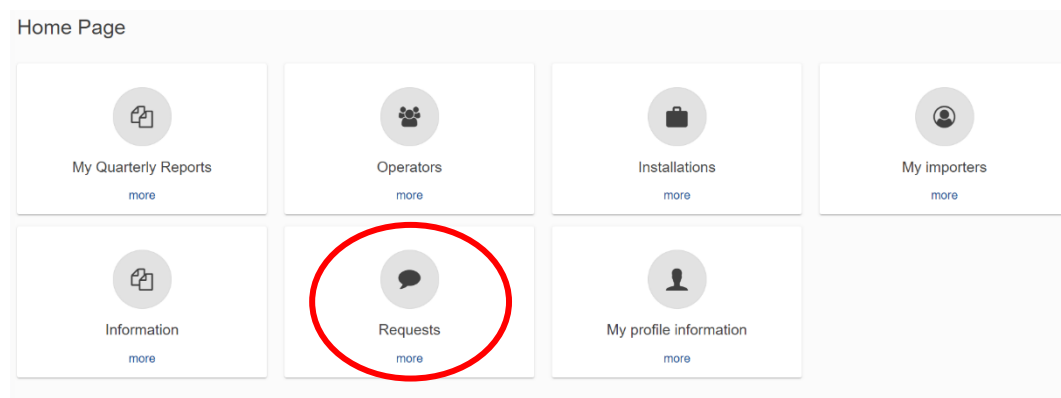 Home Page
My Quarterly Reports
more
Operators
more
Installations
more
My importers
more
Information
more
Requests
more
My profile information
more